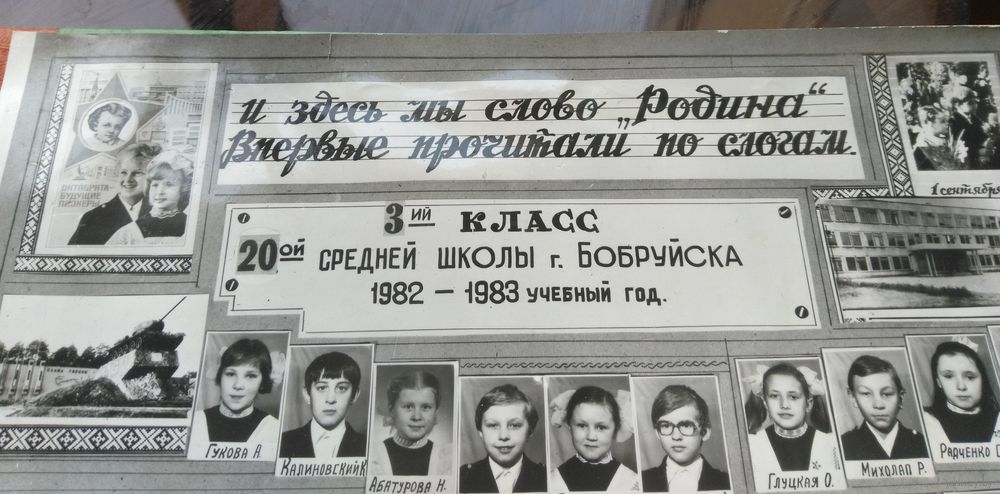 и здесь мы слово „Родина“
Впервые прочитали по слогам.
ОКТЯБРЯТА-
БУДУЩИЕ
ПИОНЕРЫ
1 сентября
3ий КЛАСС
20ой СРЕДНЕЙ ШКОЛЫ г. БОБРУЙСКА
1982 – 1983 УЧЕБНЫЙ ГОД.
ГУКОВА А.
КАЛИНОВСКИЙ К
АБАТУРОВА Н.
ГЛУЦКАЯ О.
МИХОЛАП Р.
РАДЧЕНКО